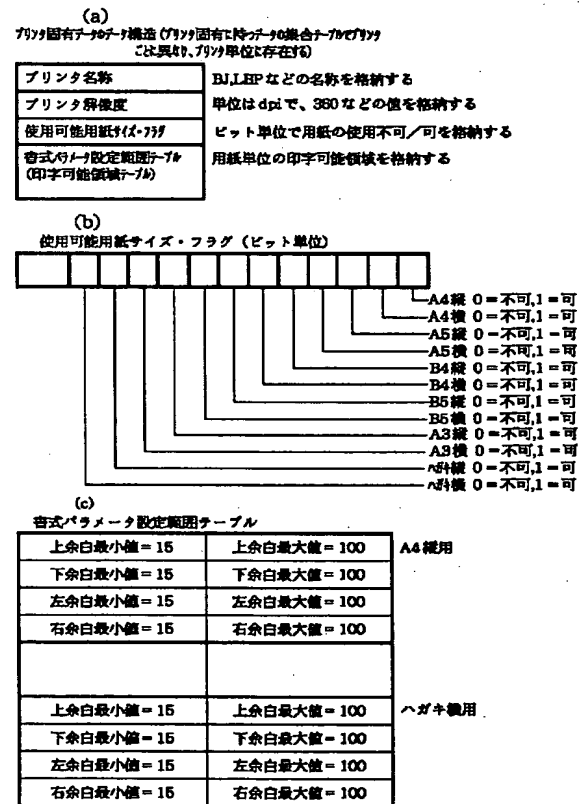 (a)
プリンタ固有データのデータ構造 (プリンタ固有に持つデータの集合テーブルでプリンタ
ごとに異なり、プリンタ単位に存在する)
プリンタ名称 BJ,LBPなどの名称を格納する
プリンタ解像度 単位はdpiで、360などの値を格納する
使用可能用紙サイズ・フラグ ビット単位で用紙の使用不可/可を格納する
書式パラメータ設定範囲テーブル 用紙単位の印字可能領域を格納する
(印字可能領域テーブル)
(b)
使用可能用紙サイズ・フラグ (ビット単位)
A4縦 0=不可,1=可
A4横 0=不可,1=可
A5縦 0=不可,1=可
A5横 0=不可,1=可
B4縦 0=不可,1=可
B4横 0=不可,1=可
B5縦 0=不可,1=可
B5横 0=不可,1=可
A3縦 0=不可,1=可
A3横 0=不可,1=可
ハガキ縦 0=不可,1=可
ハガキ横 0=不可,1=可
(c)
書式パラメータ設定範囲テーブル
上余白最小値=15 上余白最大値=100 A4縦用
下余白最小値=15 下余白最大値=100
左余白最小値=15 左余白最大値=100
右余白最小値=15 右余白最大値=100
上余白最小値=15 上余白最大値=100 ハガキ横用
下余白最小値=15 下余白最大値=100
左余白最小値=15 左余白最大値=100
右余白最小値=15 右余白最大値=100